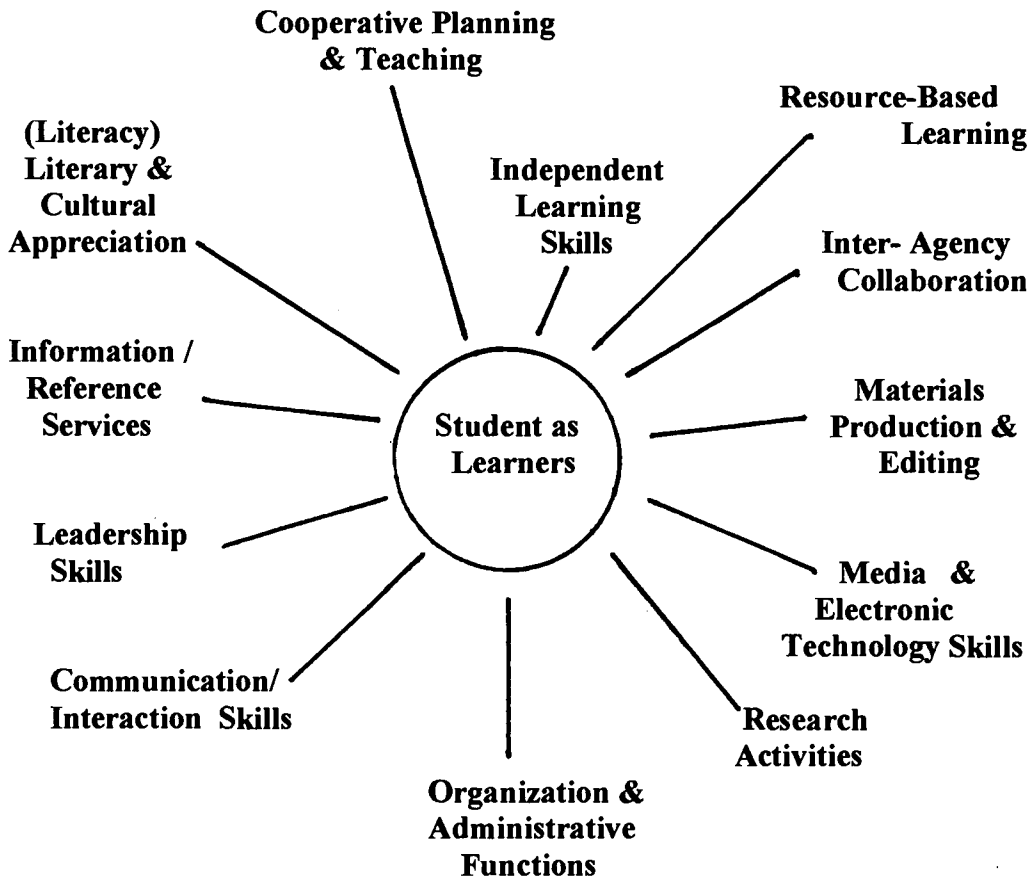 Cooperative Planning
& Teaching
Resource-Based
Learning
(Literacy)
Literary &
Cultural
Appreciation
Independent
Learning
Skills
Inter- Agency
Collaboration
Information /
Reference
Services
Student as
Learners
Materials
Production &
Editing
Leadership
Skills
Media &
Electronic
Technology Skills
Communication/
Interaction Skills
Research
Activities
Organization &
Administrative
Functions